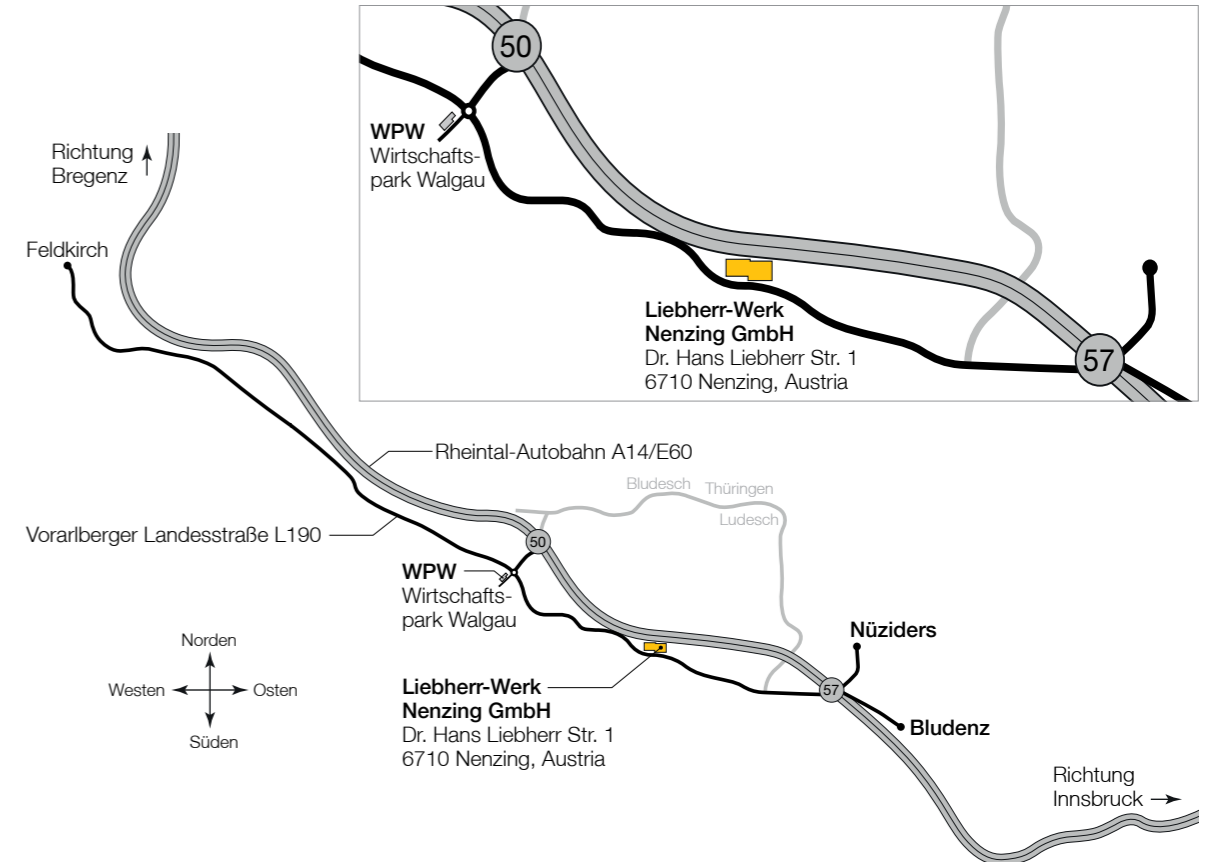 50
WPW
Wirtschafts-
park Walgau
Liebherr-Werk
Nenzing GmbH
Dr. Hans Liebherr Str. 1
6710 Nenzing, Austria
57
Richtung
Bregenz
Feldkirch
Rheintal-Autobahn A14/E60
Bludesch
Thüringen
Ludesch
Vorarlberger Landesstraße L190
50
WPW
Wirtschafts-
park Walgau
Nüziders
Norden
Westen
Osten
Süden
57
Liebherr-Werk
Nenzing GmbH
Dr. Hans Liebherr Str. 1
6710 Nenzing, Austria
Bludenz
Richtung
Innsbruck